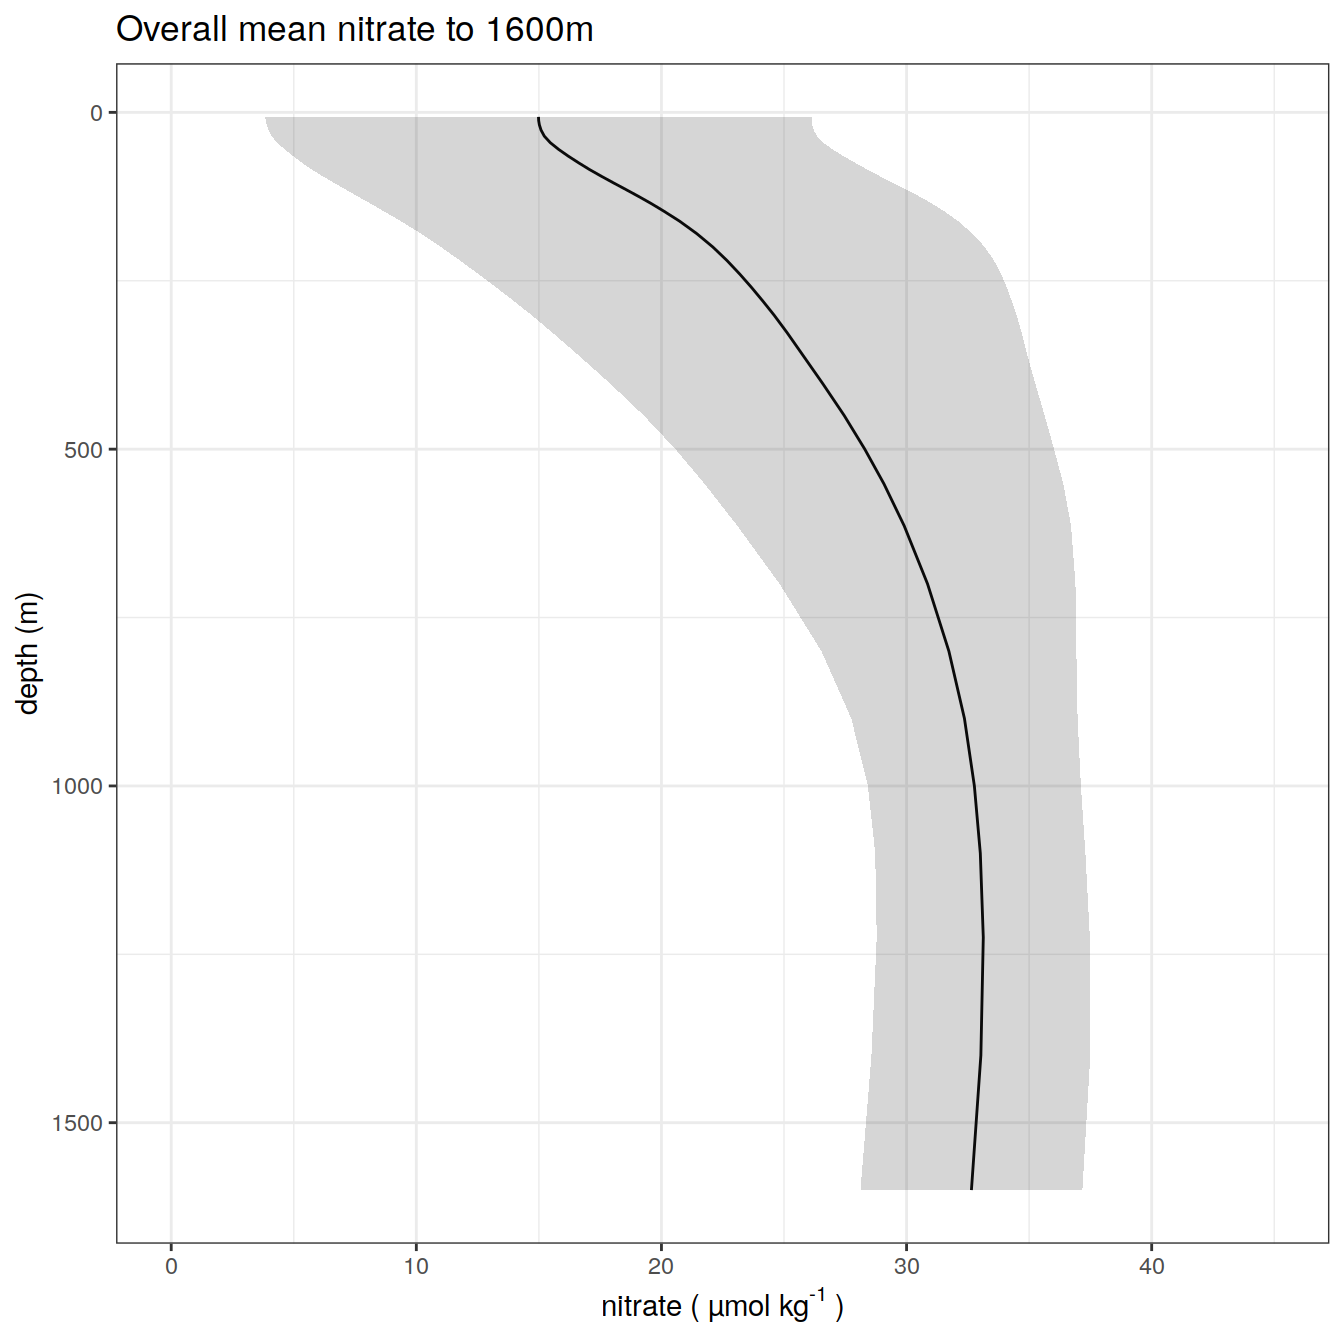 Overall mean nitrate to 1600m
0
500
1000
1500
depth (m)
0 10 20 30 40
nitrate ( µmol kg⁻¹ )